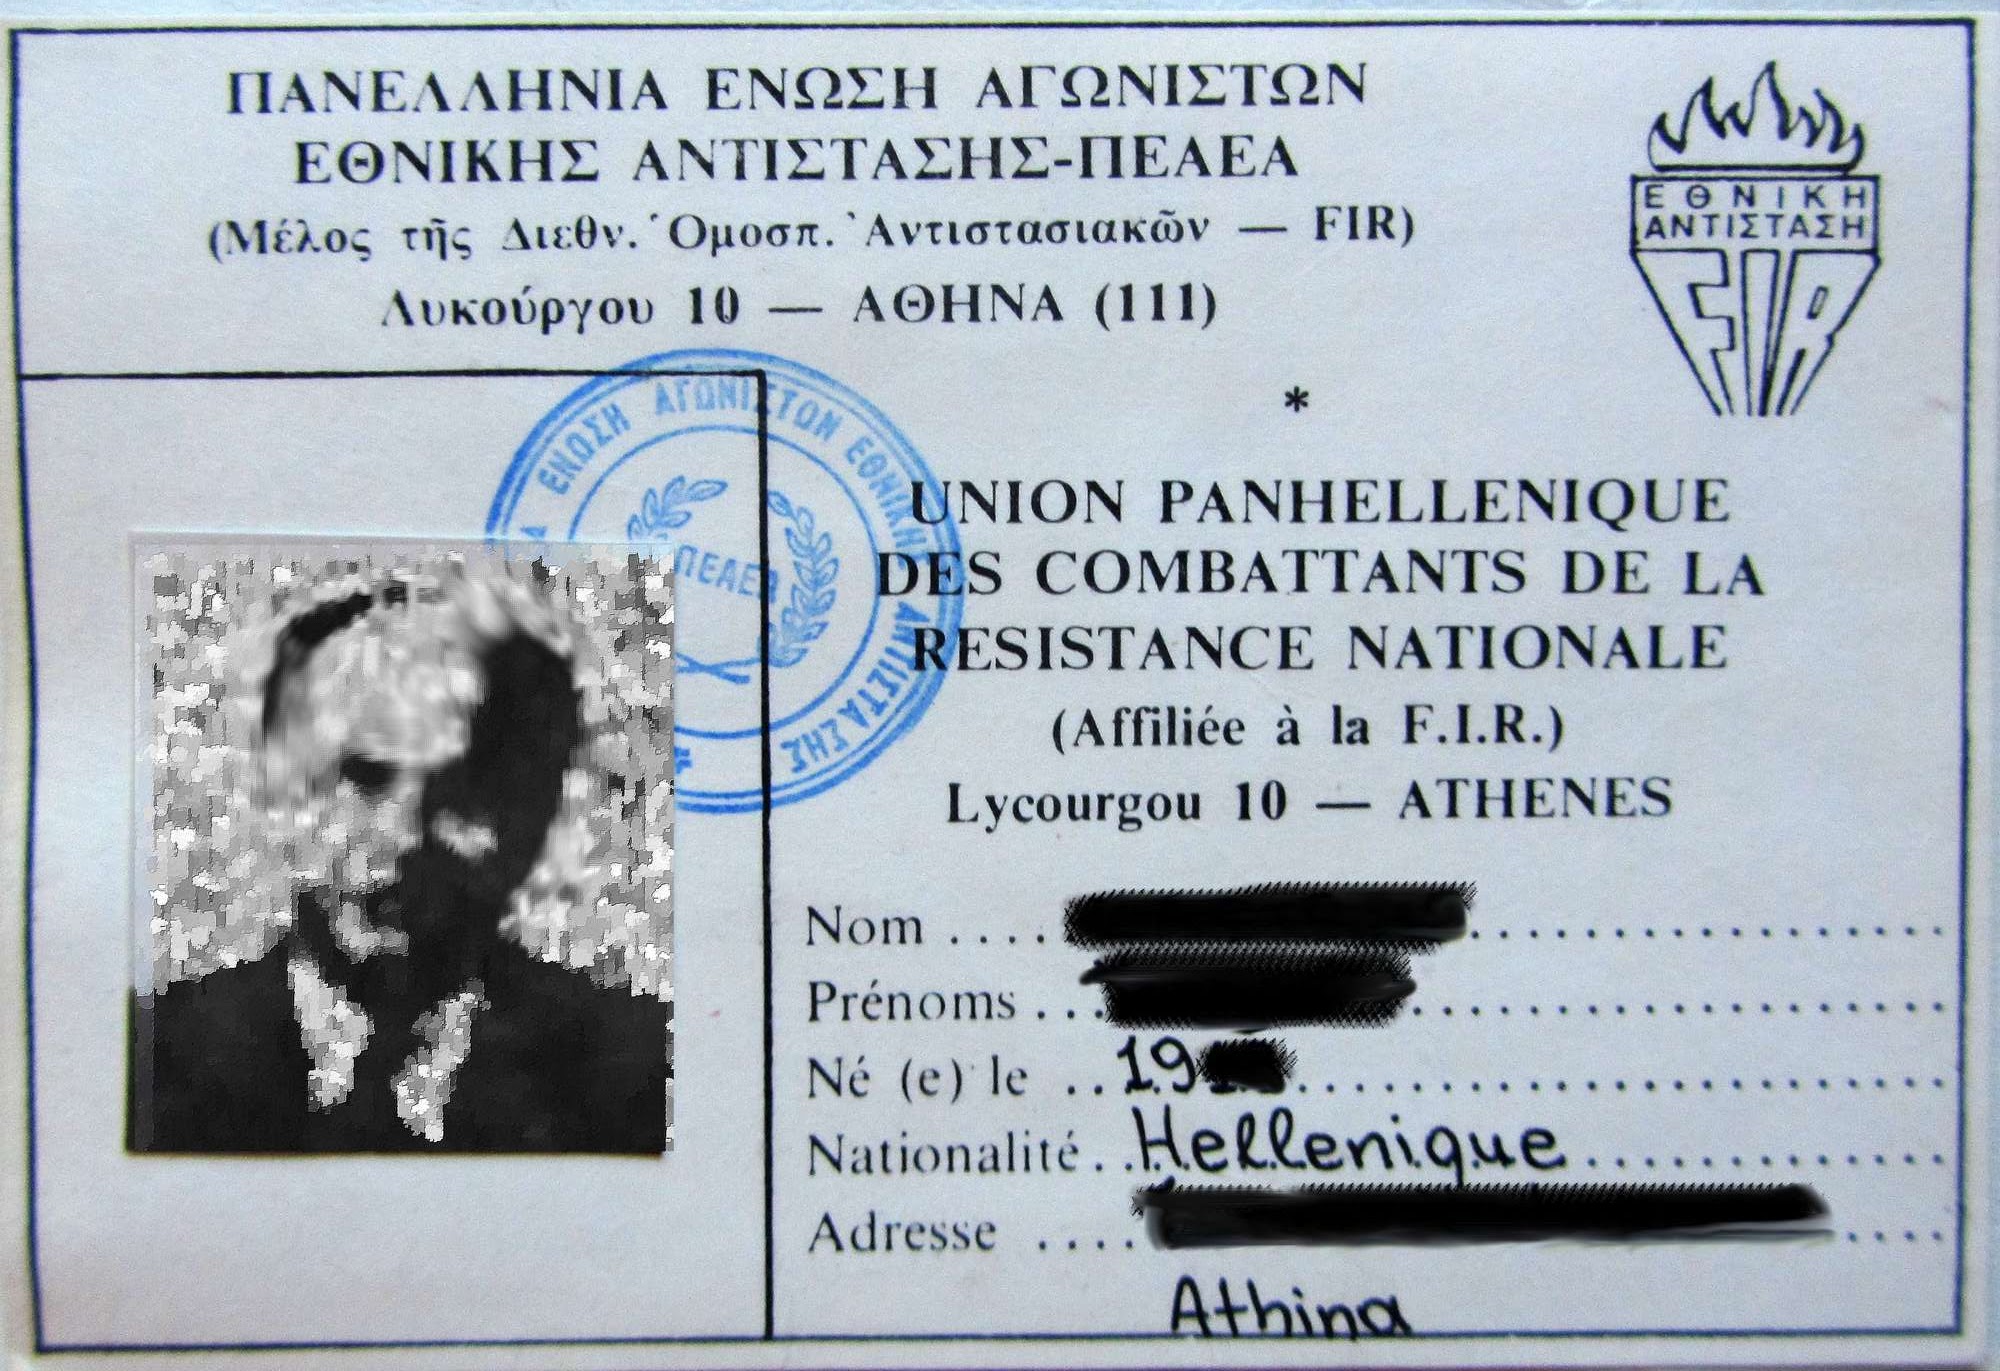 ΠΑΝΕΛΛΗΝΙΑ ΕΝΩΣΗ ΑΓΩΝΙΣΤΩΝ
ΕΘΝΙΚΗΣ ΑΝΤΙΣΤΑΣΗΣ-ΠΕΑΕΑ
(Μέλος τῆς Διεθν. Ὁμοσπ. Ἀντιστασιακῶν — FIR)
Λυκούργου 10 — ΑΘΗΝΑ (111)
ΕΘΝΙΚΗ
ΑΝΤΙΣΤΑΣΗ
FIR
*
ΕΝΩΣΗ ΑΓΩΝΙΣΤΩΝ ΕΘΝΙΚΗΣ ΑΝΤΙΣΤΑΣΗΣ
ΠΕΑΕΑ
UNION PANHELLENIQUE
DES COMBATTANTS DE LA
RESISTANCE NATIONALE
(Affiliée à la F.I.R.)
Lycourgou 10 — ATHENES
Nom ....
Prénoms ...
Né (e) le ..19
Nationalité..Hellenique
Adresse ....
Athina